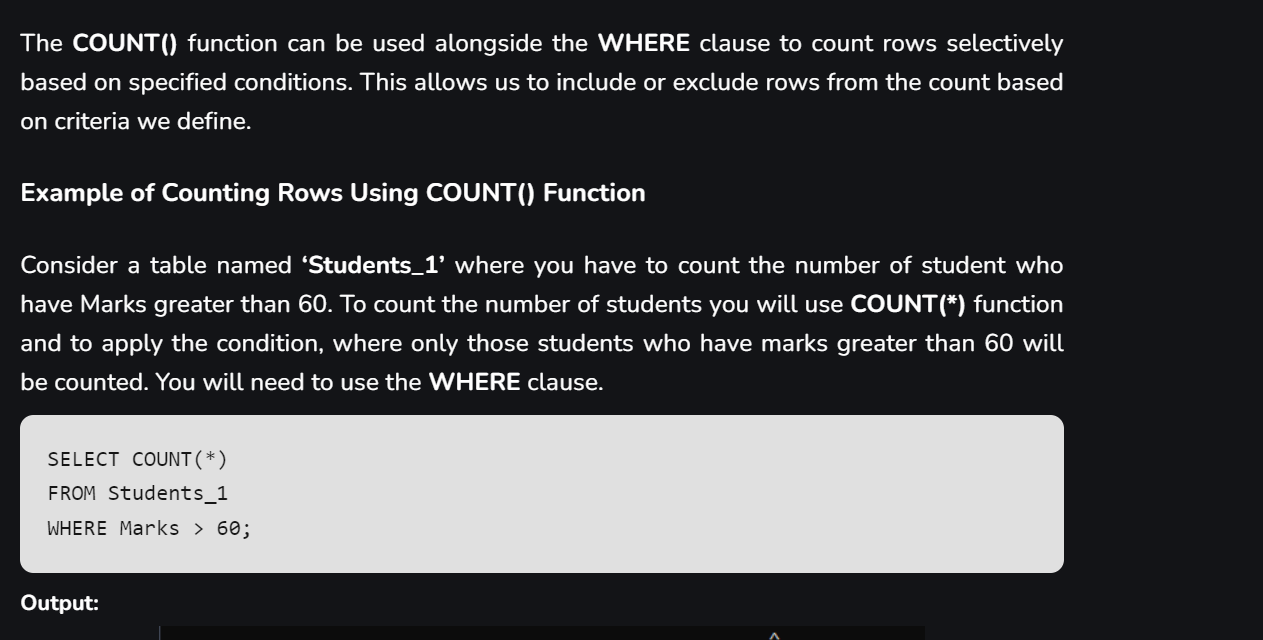 The COUNT() function can be used alongside the WHERE clause to count rows selectively
based on specified conditions. This allows us to include or exclude rows from the count based
on criteria we define.
Example of Counting Rows Using COUNT() Function
Consider a table named ‘Students_1’ where you have to count the number of student who
have Marks greater than 60. To count the number of students you will use COUNT(*) function
and to apply the condition, where only those students who have marks greater than 60 will
be counted. You will need to use the WHERE clause.
SELECT COUNT(*)
FROM Students_1
WHERE Marks > 60;
Output: